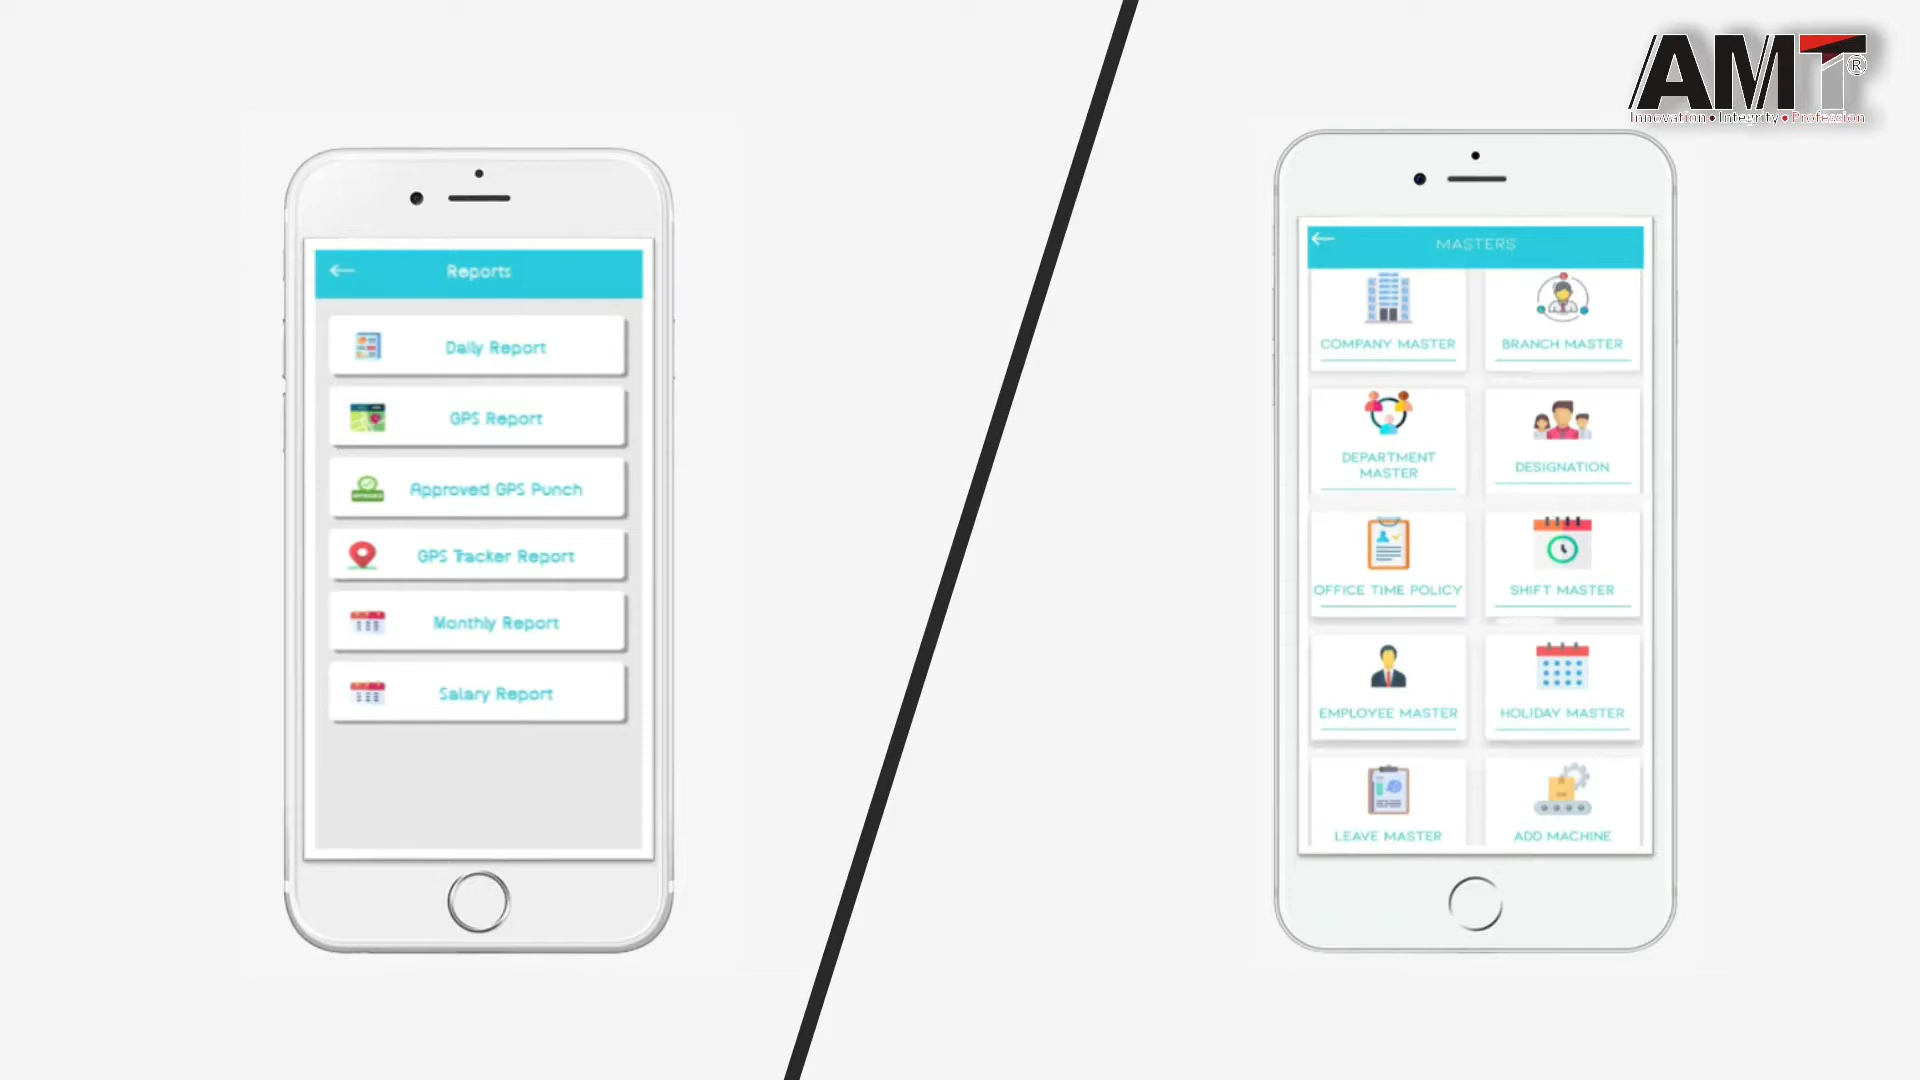 AMT®
Innovation • Integrity • Profession
Reports
Daily Report
GPS Report
Approved GPS Punch
GPS Tracker Report
Monthly Report
Salary Report
MASTERS
COMPANY MASTER
BRANCH MASTER
DEPARTMENT
MASTER
DESIGNATION
OFFICE TIME POLICY
SHIFT MASTER
EMPLOYEE MASTER
HOLIDAY MASTER
LEAVE MASTER
ADD MACHINE